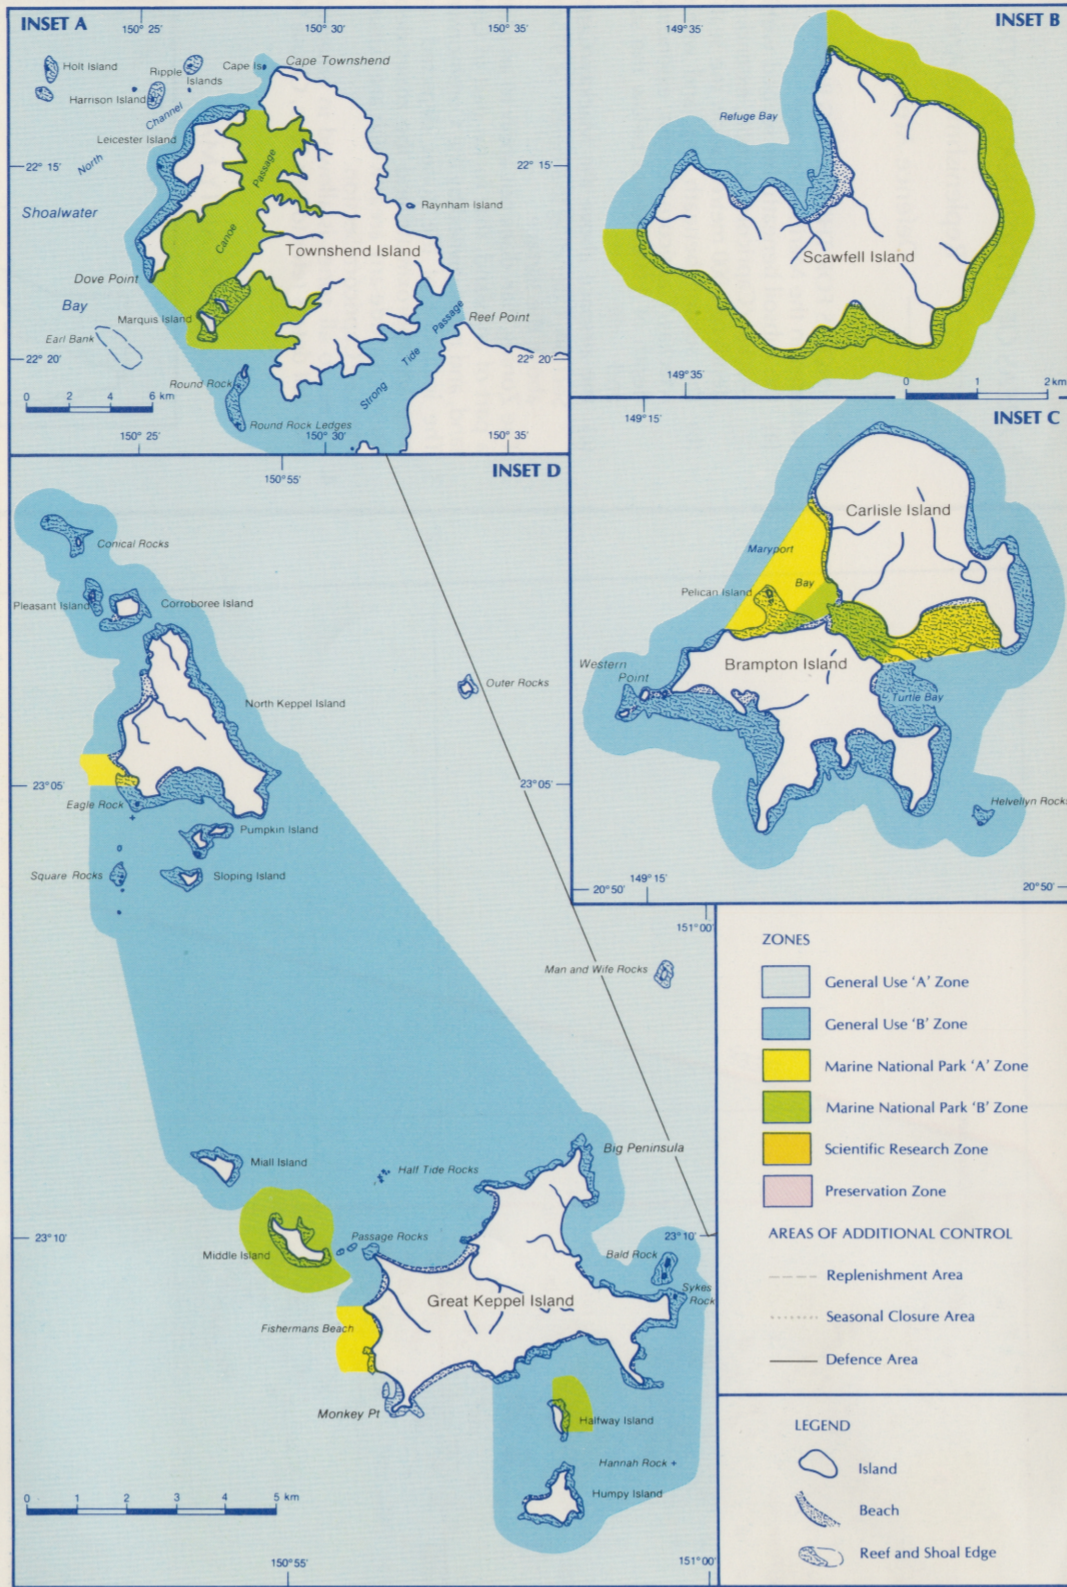 INSET A
150° 25′
150° 30′
150° 35′
Holt Island
Ripple
Islands
Cape Is
Cape Townshend
Harrison Island
North Channel
Leicester Island
22° 15′
22° 15′
Shoalwater
Canoe Passage
Raynham Island
Townshend Island
Dove Point
Bay
Marquis Island
Earl Bank
Strong Tide Passage
Reef Point
22° 20′
22° 20′
Round Rock
0 2 4 6 km
Round Rock Ledges
150° 25′
150° 30′
150° 35′
INSET B
149° 35′
Refuge Bay
Scawfell Island
149° 35′
0 1 2 km
INSET C
149° 15′
Carlisle Island
Maryport
Bay
Pelican Island
Brampton Island
Western
Point
Turtle Bay
Helvellyn Rocks
20° 50′
149° 15′
20° 50′
INSET D
150° 55′
Conical Rocks
Pleasant Island
Corroboree Island
Outer Rocks
North Keppel Island
23° 05′
23° 05′
Eagle Rock
Pumpkin Island
Square Rocks
Sloping Island
151° 00′
Man and Wife Rocks
Big Peninsula
Miall Island
Half Tide Rocks
23° 10′
23° 10′
Passage Rocks
Middle Island
Bald Rock
Sykes
Rock
Great Keppel Island
Fishermans Beach
Monkey Pt
Halfway Island
Hannah Rock
Humpy Island
0 1 2 3 4 5 km
150° 55′
151° 00′
ZONES
General Use 'A' Zone
General Use 'B' Zone
Marine National Park 'A' Zone
Marine National Park 'B' Zone
Scientific Research Zone
Preservation Zone
AREAS OF ADDITIONAL CONTROL
Replenishment Area
Seasonal Closure Area
Defence Area
LEGEND
Island
Beach
Reef and Shoal Edge